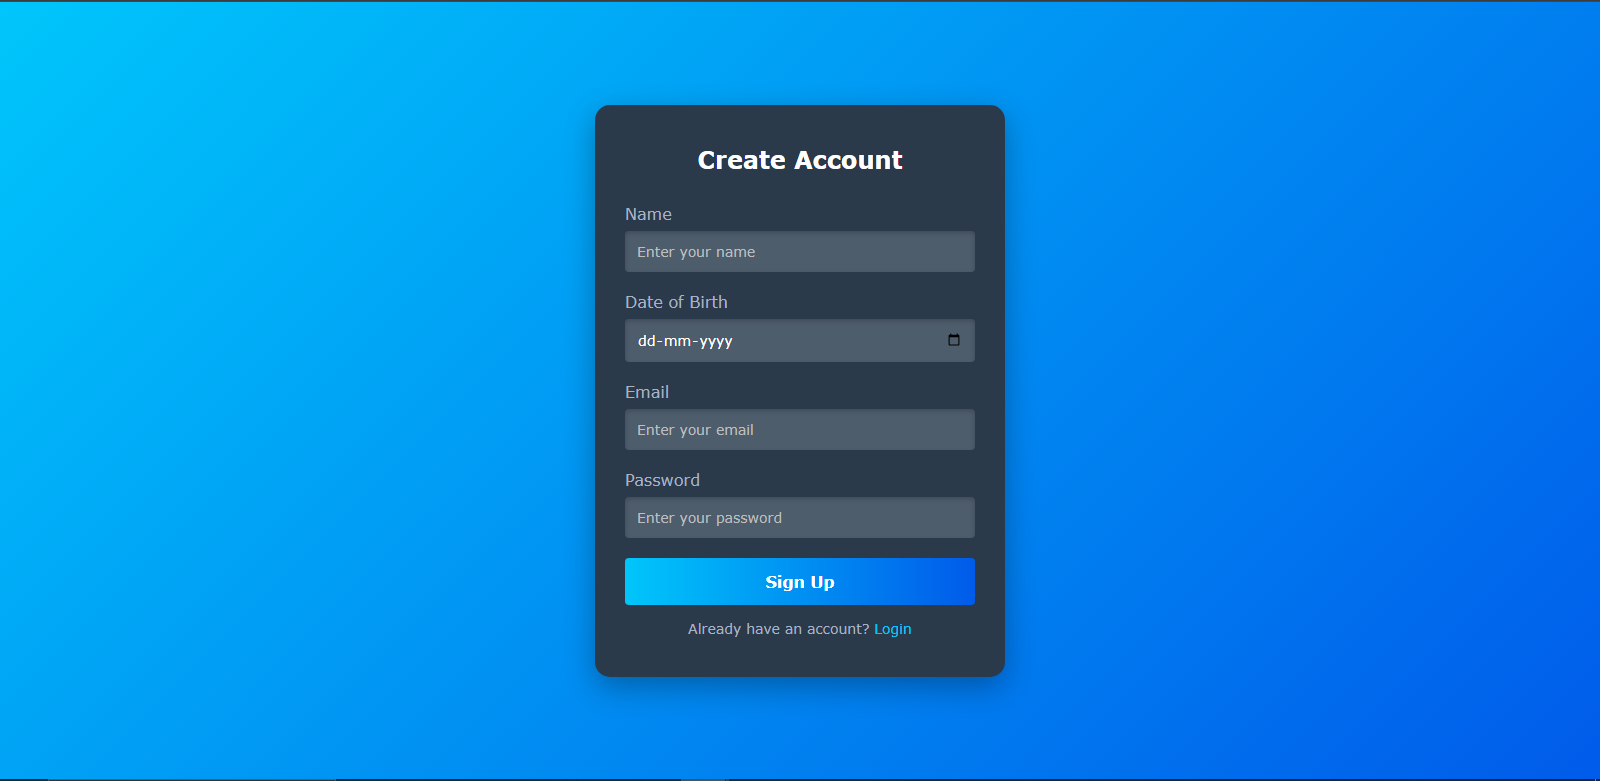 Create Account
Name
Enter your name
Date of Birth
dd-mm-yyyy
Email
Enter your email
Password
Enter your password
Sign Up
Already have an account? Login